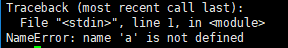 Traceback (most recent call last):
  File "<stdin>", line 1, in <module>
NameError: name 'a' is not defined